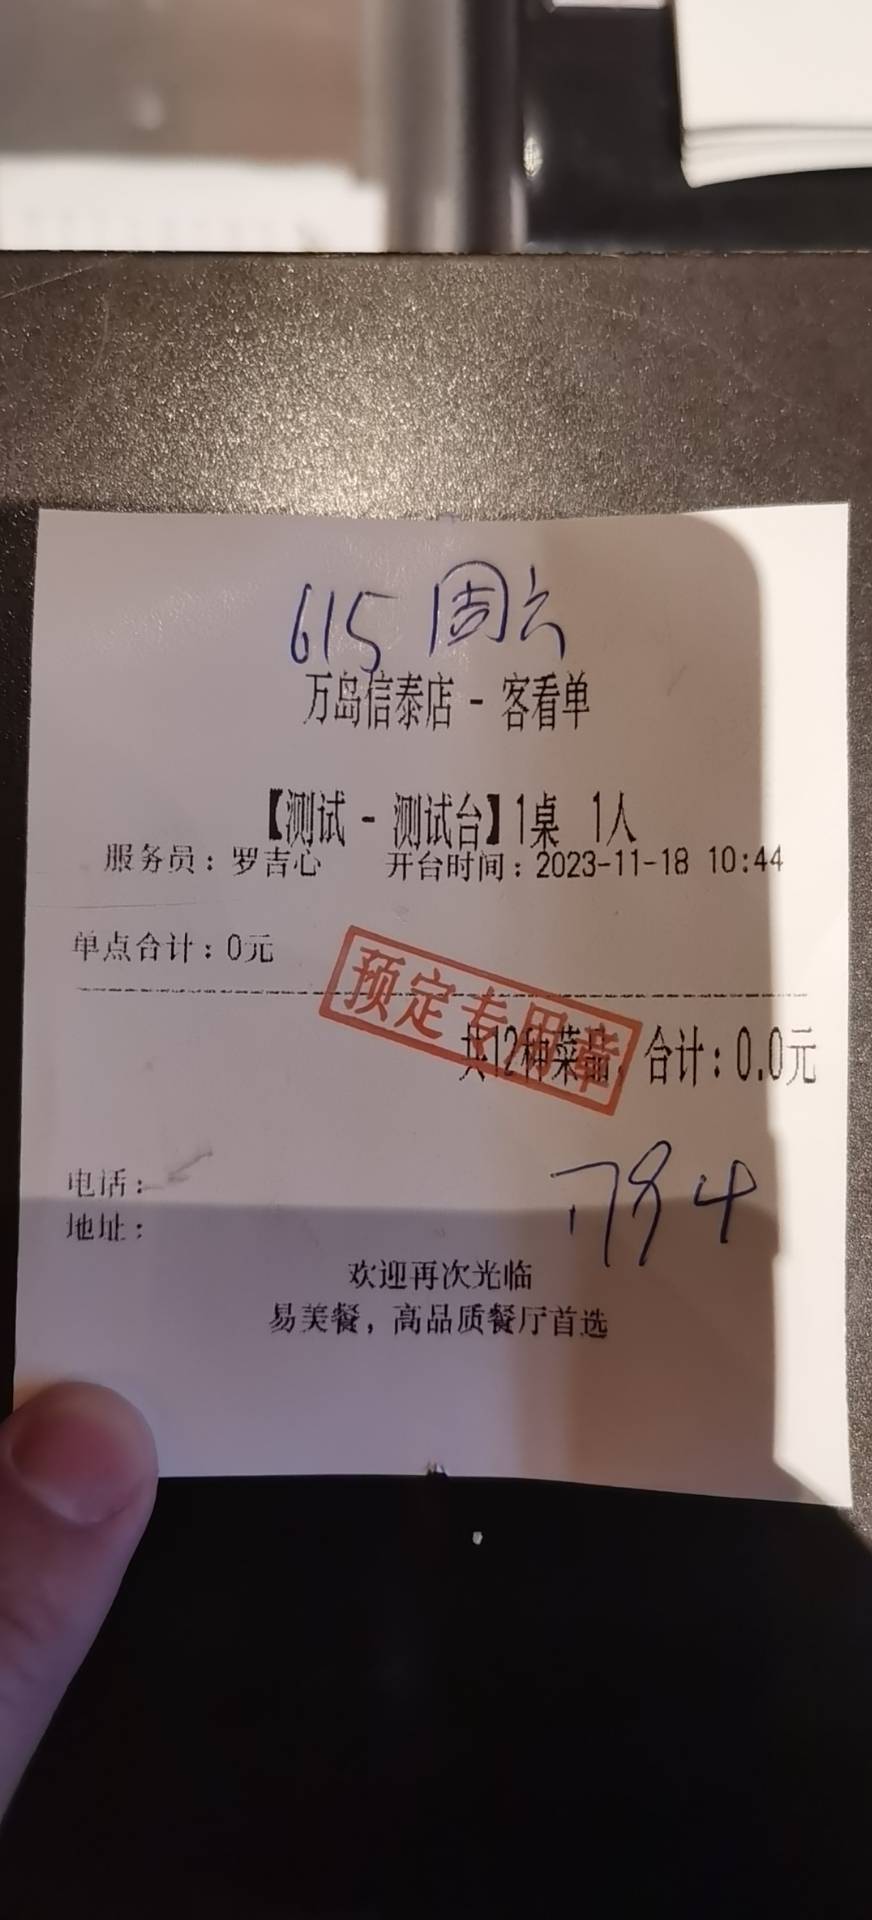 615 周六
万岛信泰店 - 客看单
【测试 - 测试台】1桌 1人
服务员：罗吉心 开台时间：2023-11-18 10:44
单点合计：0元
预定专用章
共12种菜品，合计：0.0元
电话：
地址：
欢迎再次光临
易美餐，高品质餐厅首选